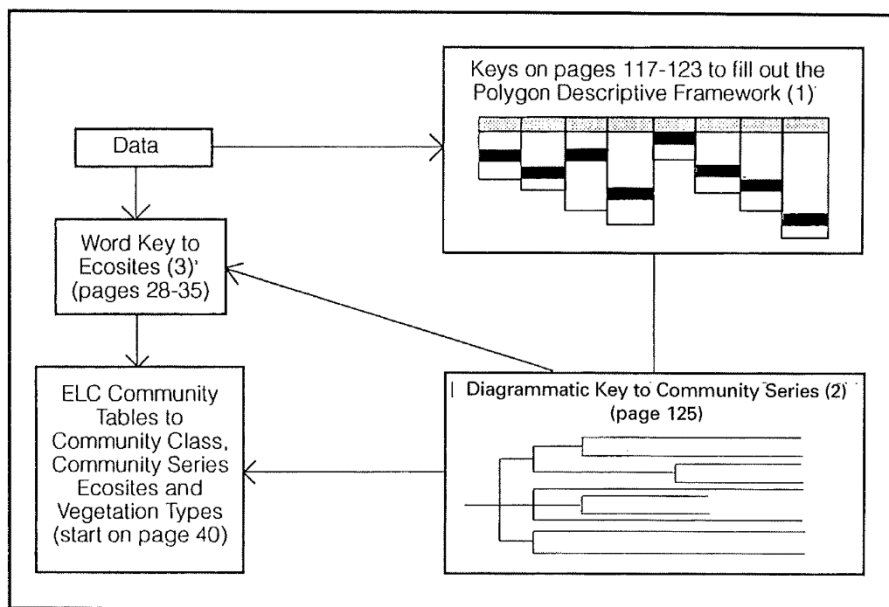 Keys on pages 117-123 to fill out the
Polygon Descriptive Framework (1)
Data
Word Key to
Ecosites (3)
(pages 28-35)
Diagrammatic Key to Community Series (2)
(page 125)
ELC Community
Tables to
Community Class,
Community Series
Ecosites and
Vegetation Types
(start on page 40)